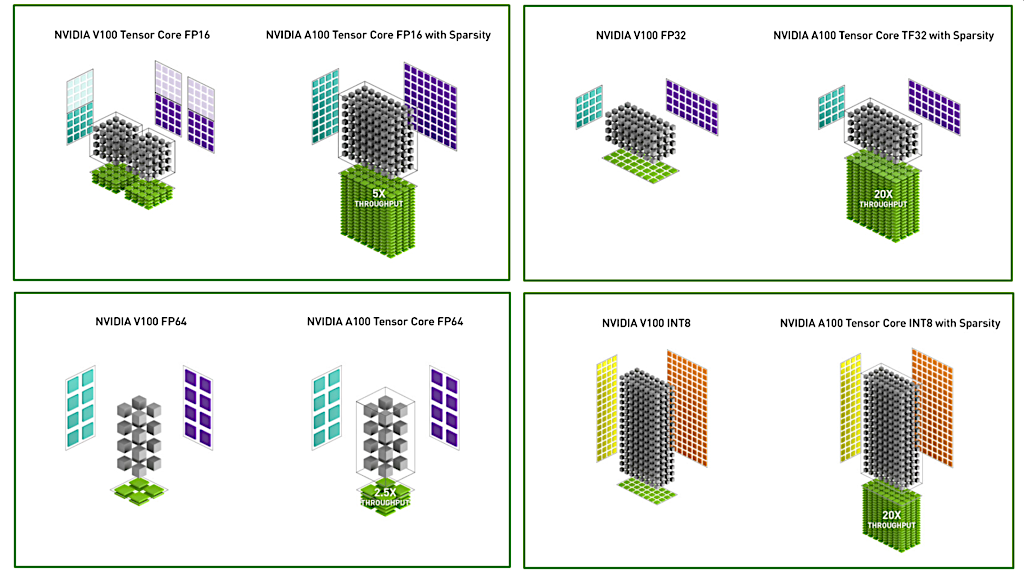 NVIDIA V100 Tensor Core FP16
NVIDIA A100 Tensor Core FP16 with Sparsity
5X
THROUGHPUT
NVIDIA V100 FP32
NVIDIA A100 Tensor Core TF32 with Sparsity
20X
THROUGHPUT
NVIDIA V100 FP64
NVIDIA A100 Tensor Core FP64
2.5X
THROUGHPUT
NVIDIA V100 INT8
NVIDIA A100 Tensor Core INT8 with Sparsity
20X
THROUGHPUT